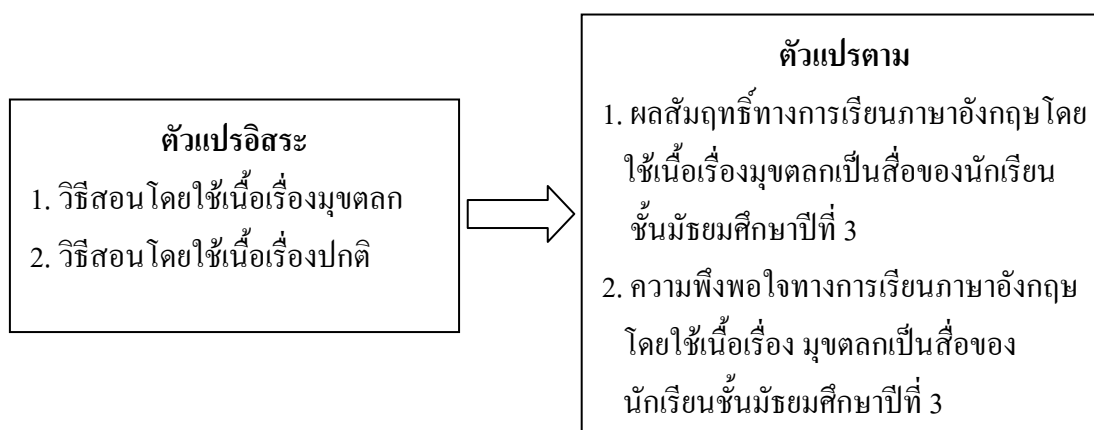 ตัวแปรอิสระ
1. วิธีสอนโดยใช้เนื้อเรื่องมุขตลก
2. วิธีสอนโดยใช้เนื้อเรื่องปกติ
ตัวแปรตาม
1. ผลสัมฤทธิ์ทางการเรียนภาษาอังกฤษโดย
ใช้เนื้อเรื่องมุขตลกเป็นสื่อของนักเรียน
ชั้นมัธยมศึกษาปีที่ 3
2. ความพึงพอใจทางการเรียนภาษาอังกฤษ
โดยใช้เนื้อเรื่อง มุขตลกเป็นสื่อของ
นักเรียนชั้นมัธยมศึกษาปีที่ 3